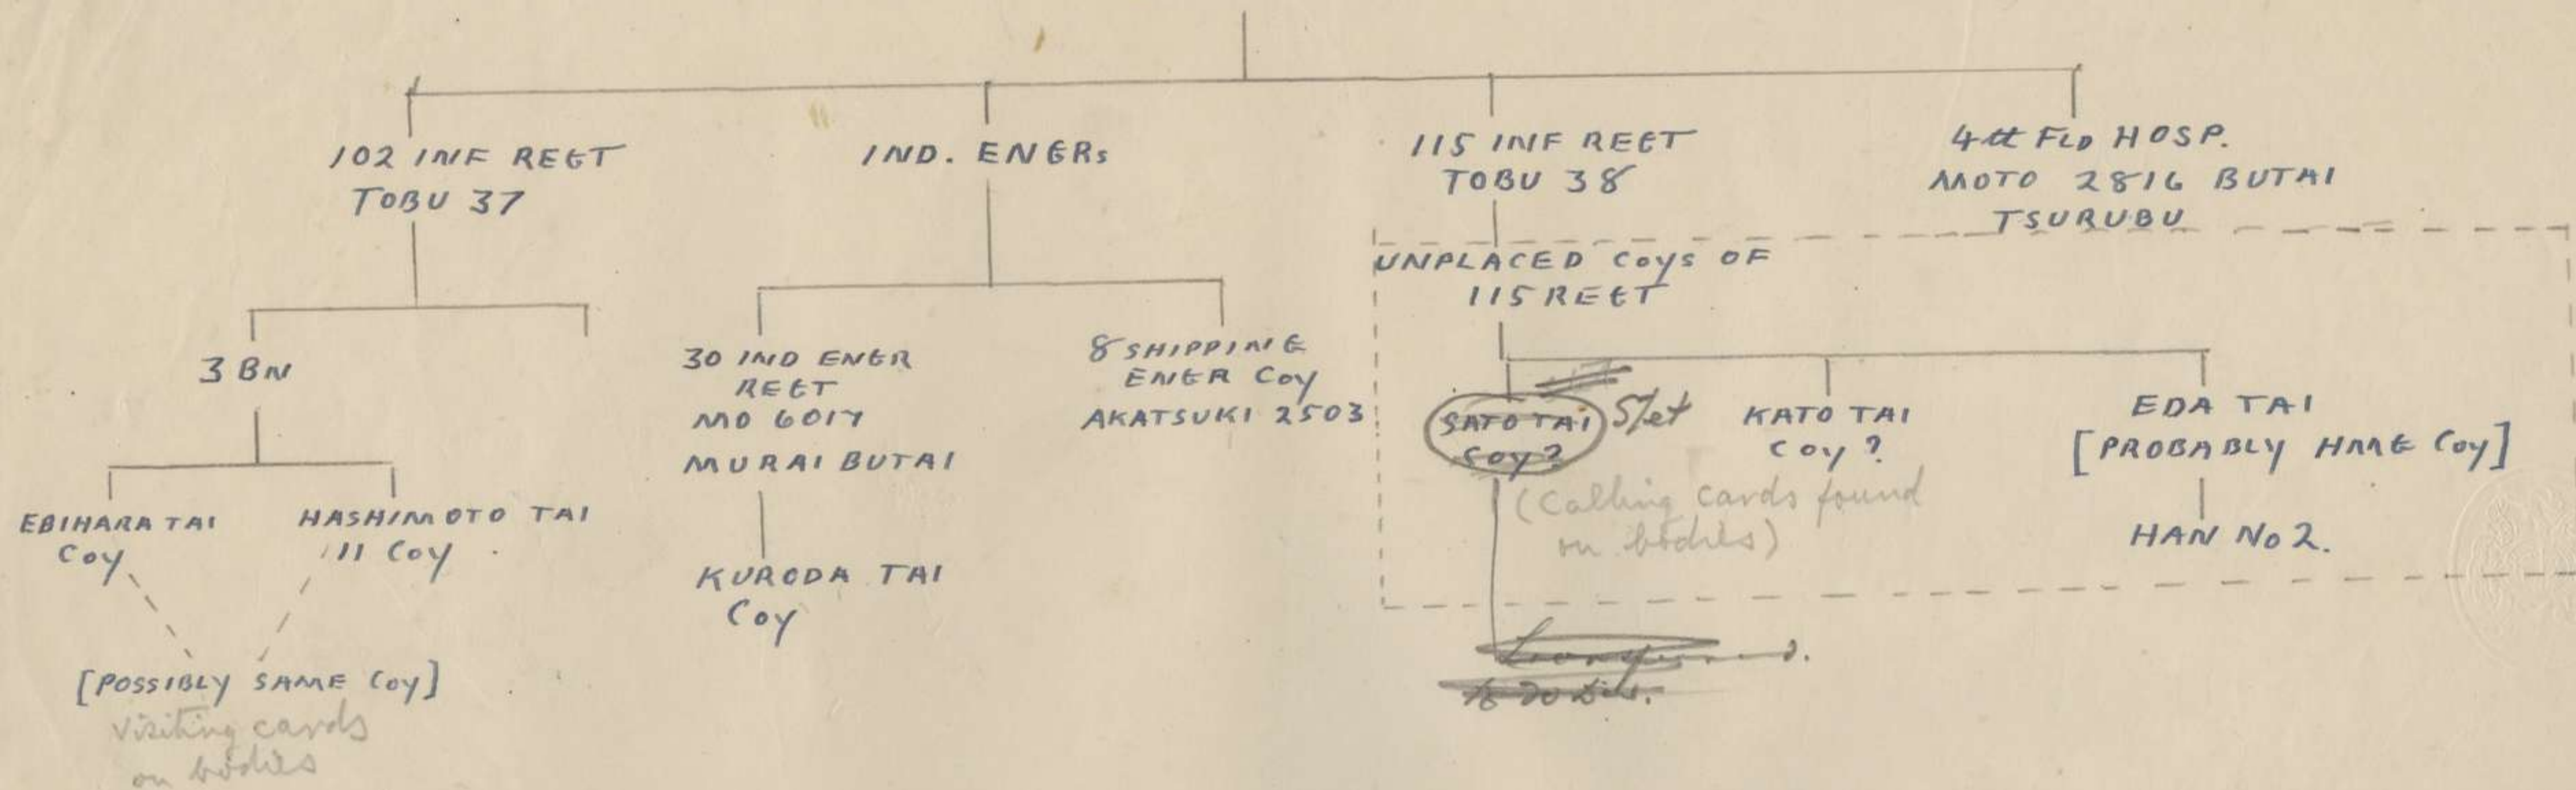 102 INF REGT
TOBU 37
IND. ENGRs
115 INF REGT
TOBU 38
4th FLD HOSP.
MOTO 2816 BUTAI
TSURUBU
UNPLACED Coys OF
115 REGT
3 BN
30 IND ENGR
REGT
MO 6017
MURAI BUTAI
8 SHIPPING
ENGR Coy
AKATSUKI 2503
SATO TAI
Coy?
Stet
KATO TAI
Coy ?
(Calling cards found
on bodies)
EDA TAI
[PROBABLY HMG Coy]
HAN No 2.
EBIHARA TAI
Coy
HASHIMOTO TAI
11 Coy
KURODA TAI
Coy
[POSSIBLY SAME Coy]
Visiting cards
on bodies
to 20 Div.